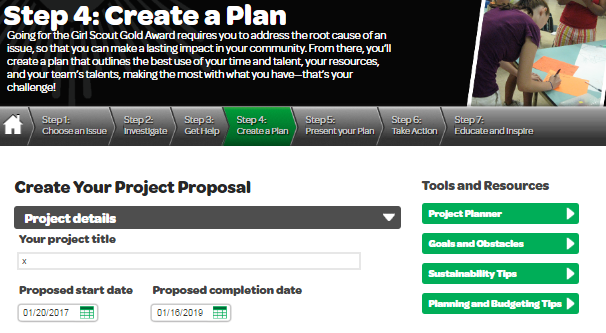 Step 4: Create a Plan
Going for the Girl Scout Gold Award requires you to address the root cause of an
issue, so that you can make a lasting impact in your community. From there, you'll
create a plan that outlines the best use of your time and talent, your resources,
and your team's talents, making the most with what you have—that's your
challenge!
Step 1: Choose an Issue
Step 2: Investigate
Step 3: Get Help
Step 4: Create a Plan
Step 5: Present your Plan
Step 6: Take Action
Step 7: Educate and Inspire
Create Your Project Proposal
Project details
Your project title
x
Proposed start date
Proposed completion date
01/20/2017
01/16/2019
Tools and Resources
Project Planner
Goals and Obstacles
Sustainability Tips
Planning and Budgeting Tips